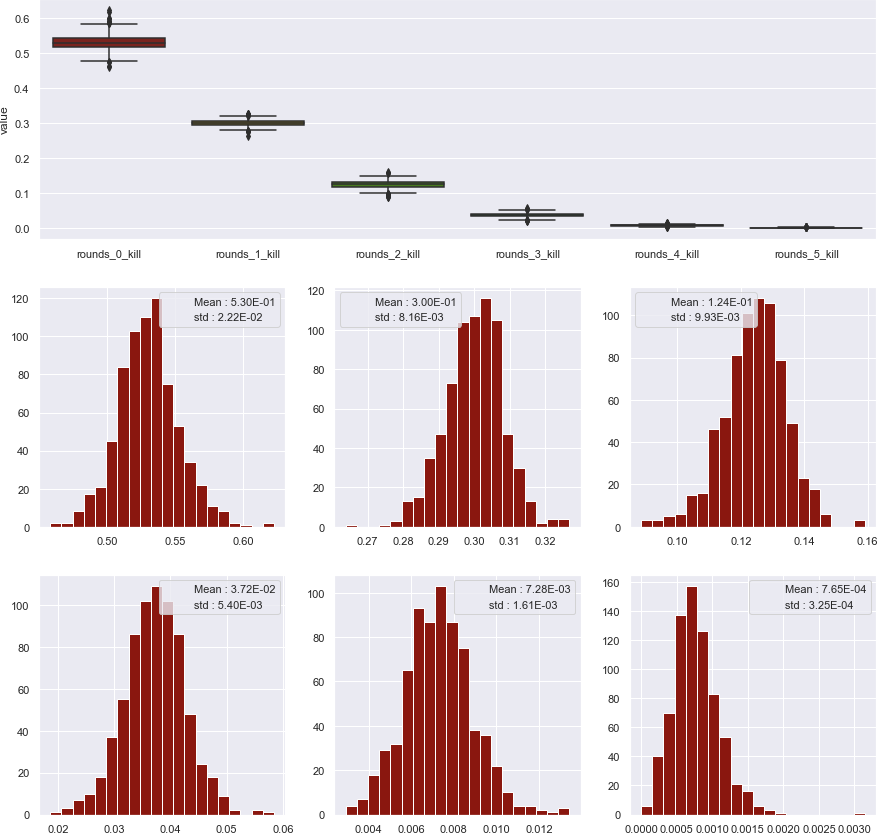 0.6
0.5
0.4
0.3
0.2
0.1
0.0
value
rounds_0_kill rounds_1_kill rounds_2_kill rounds_3_kill rounds_4_kill rounds_5_kill
120
100
80
60
40
20
0
Mean : 5.30E-01
std : 2.22E-02
0.50 0.55 0.60
120
100
80
60
40
20
0
Mean : 3.00E-01
std : 8.16E-03
0.27 0.28 0.29 0.30 0.31 0.32
100
80
60
40
20
0
Mean : 1.24E-01
std : 9.93E-03
0.10 0.12 0.14 0.16
100
80
60
40
20
0
Mean : 3.72E-02
std : 5.40E-03
0.02 0.03 0.04 0.05 0.06
100
80
60
40
20
0
Mean : 7.28E-03
std : 1.61E-03
0.004 0.006 0.008 0.010 0.012
160
140
120
100
80
60
40
20
0
Mean : 7.65E-04
std : 3.25E-04
0.0000 0.0005 0.0010 0.0015 0.0020 0.0025 0.0030